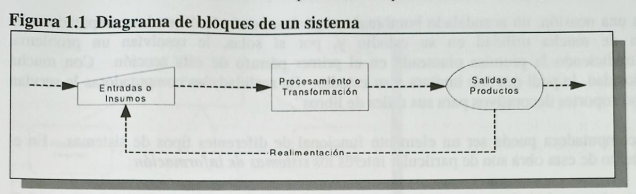 Figura 1.1 Diagrama de bloques de un sistema
Entradas o
Insumos
Procesamiento o
Transformación
Salidas o
Productos
Realimentación